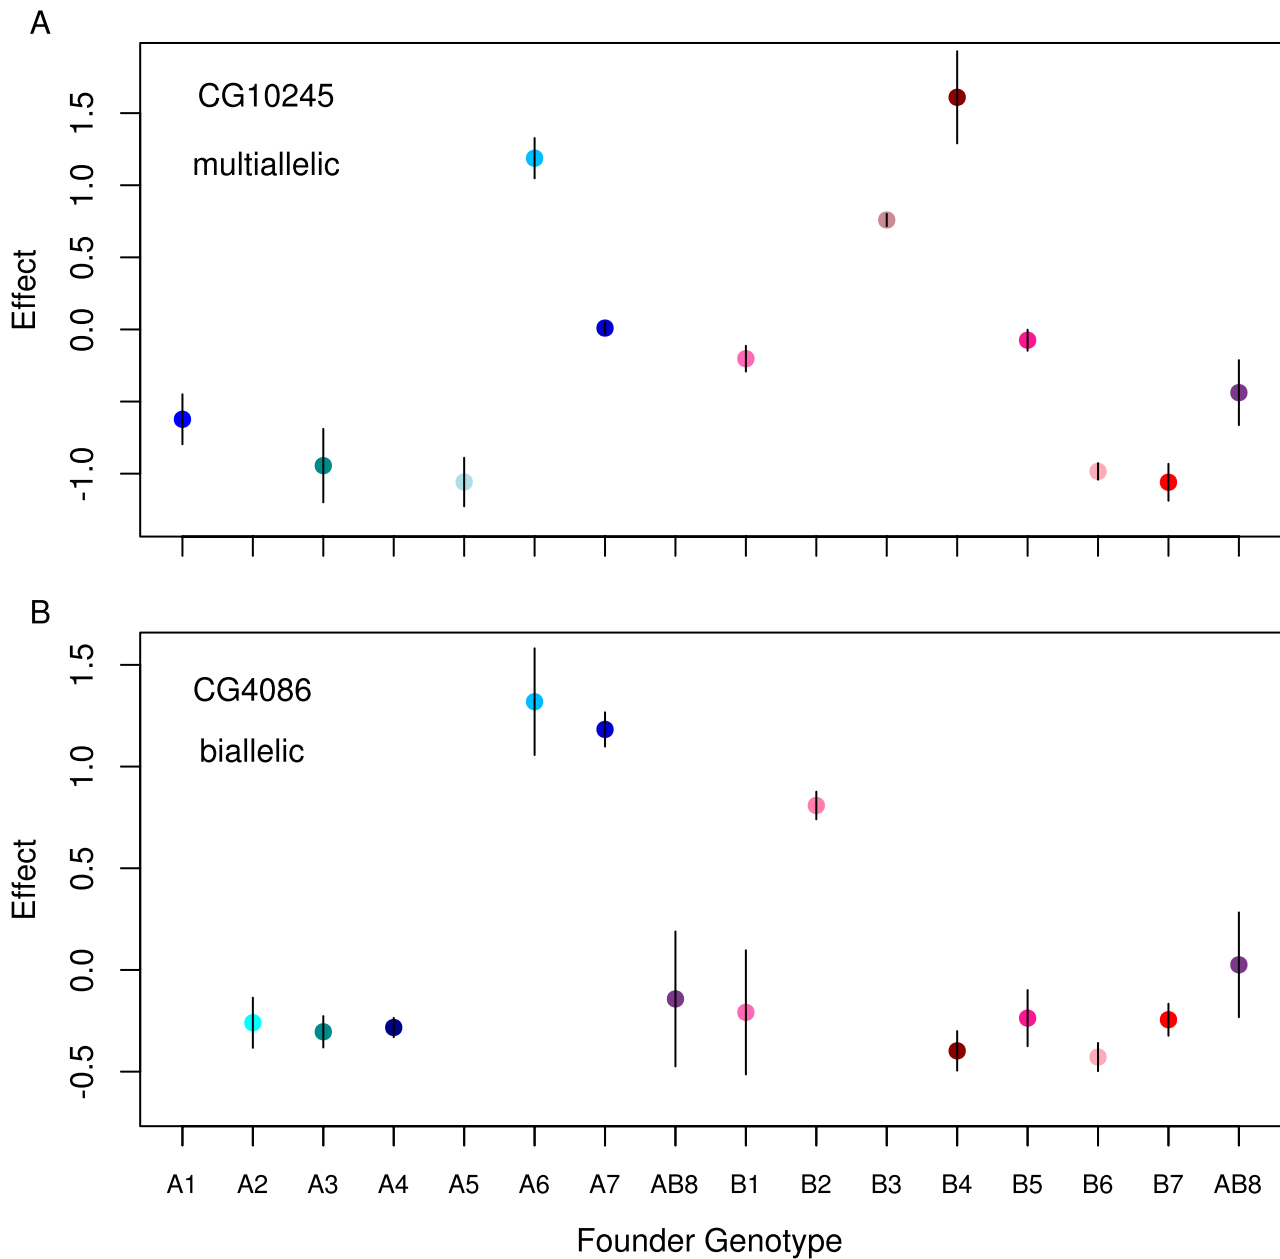 A
CG10245
multiallelic
Effect
1.5
1.0
0.5
0.0
-1.0
B
CG4086
biallelic
Effect
1.5
1.0
0.5
0.0
-0.5
A1 A2 A3 A4 A5 A6 A7 AB8 B1 B2 B3 B4 B5 B6 B7 AB8
Founder Genotype